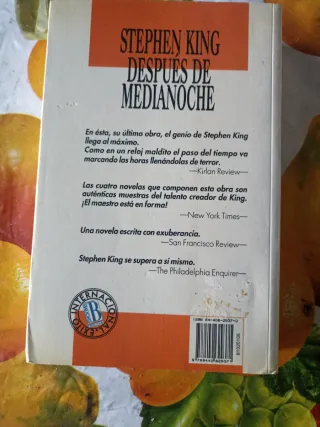 STEPHEN KING
DESPUÉS DE
MEDIANOCHE
En ésta, su última obra, el genio de Stephen King
llega al máximo.
Como en un reloj maldito el paso del tiempo va
marcando las horas llenándolas de terror.
—Kirlan Review—
Las cuatro novelas que componen esta obra son
auténticas muestras del talento creador de King.
¡El maestro está en forma!
—New York Times—
Una novela escrita con exuberancia.
—San Francisco Review—
Stephen King se supera a sí mismo.
—The Philadelphia Enquirer—
INTERNACIONAL
B